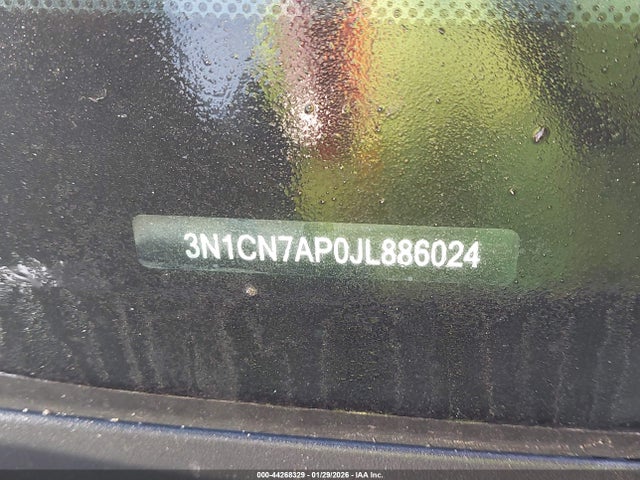 3N1CN7AP0JL886024
000-44268329 | 01/29/2026 - IAA Inc.